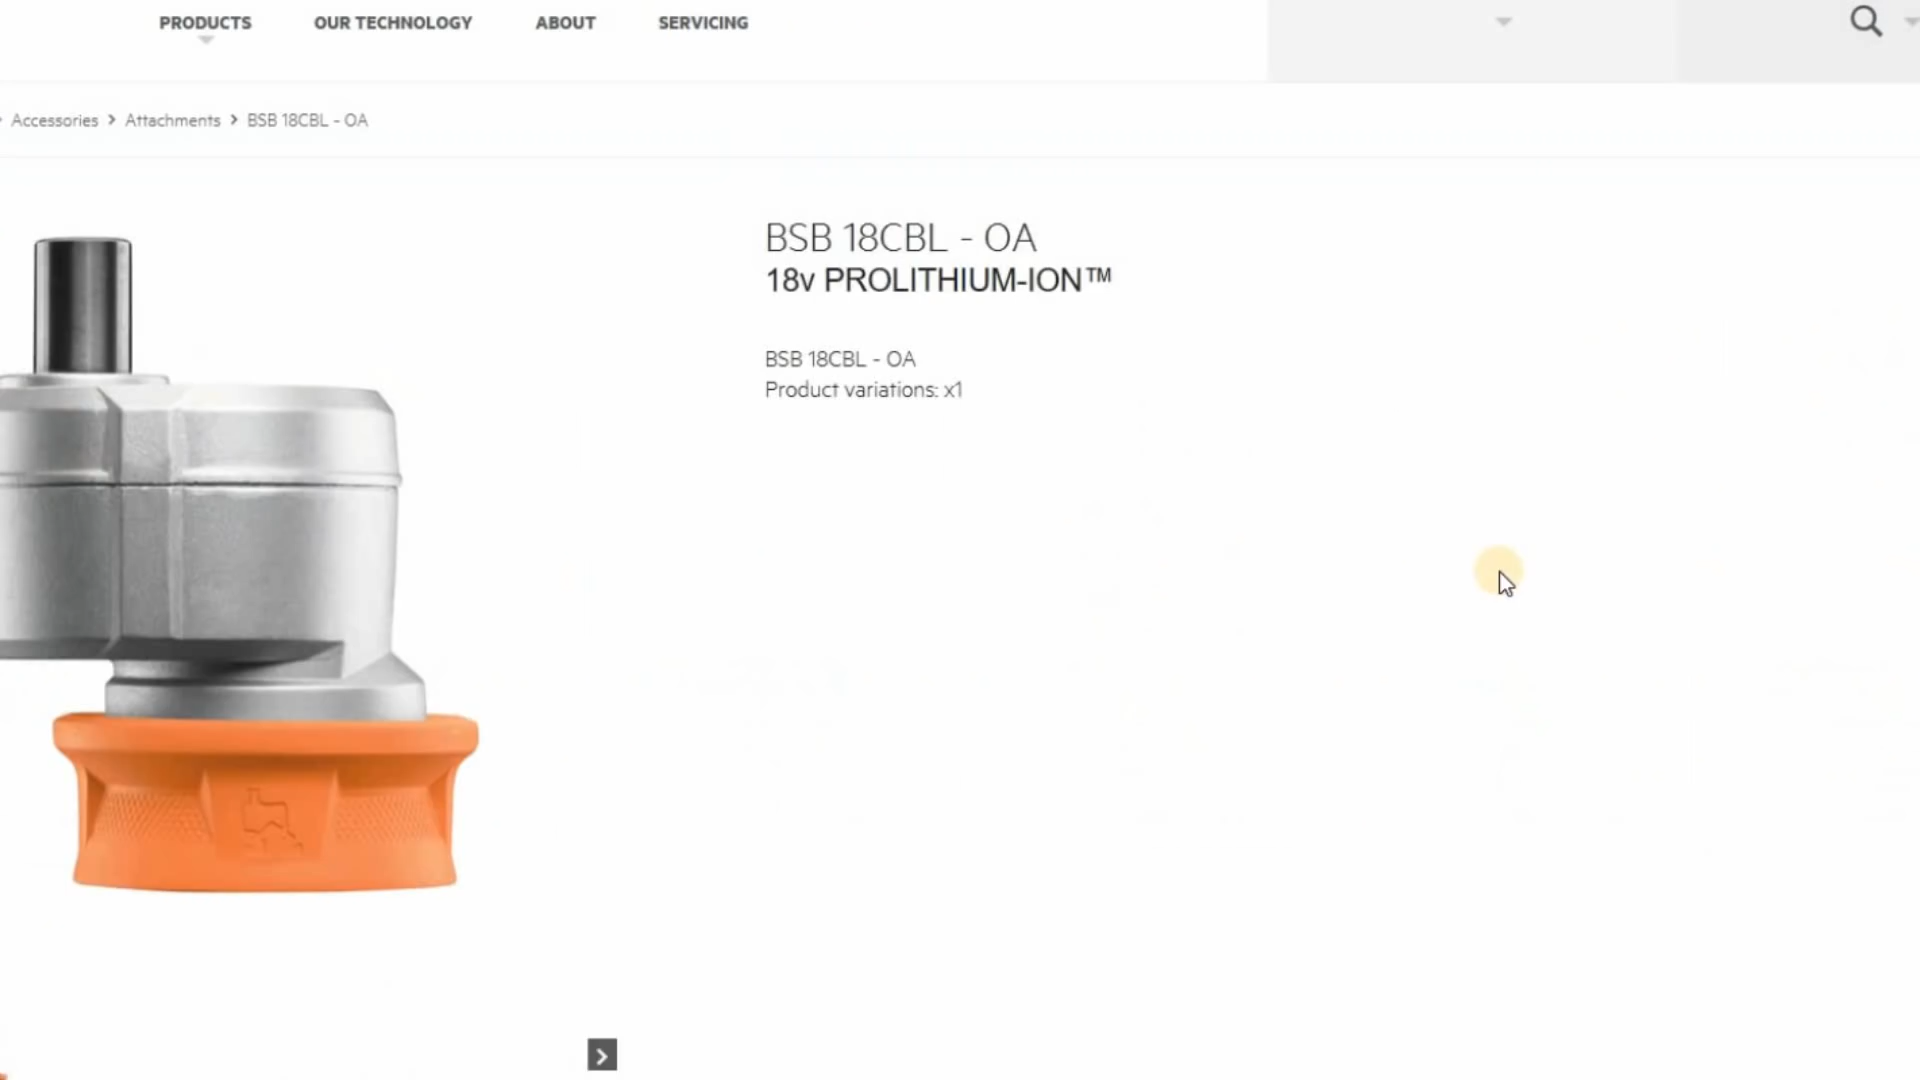 PRODUCTS OUR TECHNOLOGY ABOUT SERVICING
Accessories > Attachments > BSB 18CBL - OA
BSB 18CBL - OA
18v PROLITHIUM-ION™
BSB 18CBL - OA
Product variations: x1